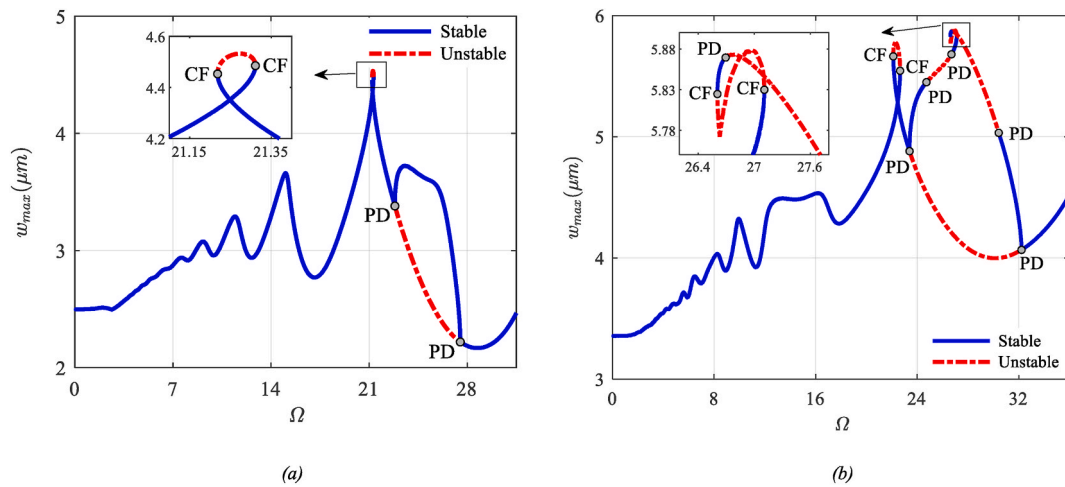 5
4
3
2
w_max(μm)
0
7
14
21
28
Ω
Stable
Unstable
4.6
4.4
4.2
21.15
21.35
CF
CF
PD
PD
(a)
6
5
4
3
w_max(μm)
0
8
16
24
32
Ω
5.88
5.83
5.78
26.4
27
27.6
PD
CF
CF
CF
CF
PD
PD
PD
PD
PD
Stable
Unstable
(b)